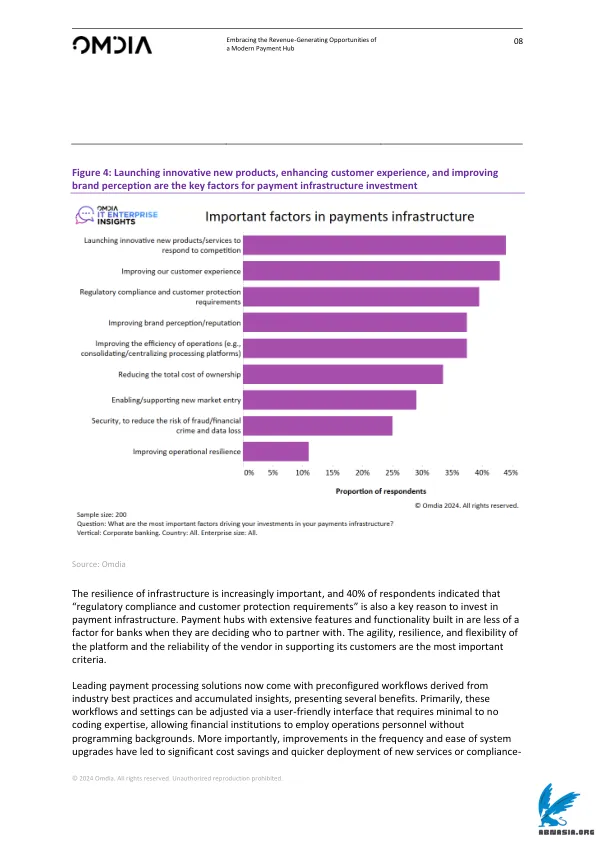 OMDIA
Embracing the Revenue-Generating Opportunities of
a Modern Payment Hub
08
Figure 4: Launching innovative new products, enhancing customer experience, and improving
brand perception are the key factors for payment infrastructure investment
OMDIA
IT ENTERPRISE
INSIGHTS
Important factors in payments infrastructure
Launching innovative new products/services to
respond to competition
Improving our customer experience
Regulatory compliance and customer protection
requirements
Improving brand perception/reputation
Improving the efficiency of operations (e.g.,
consolidating/centralizing processing platforms)
Reducing the total cost of ownership
Enabling/supporting new market entry
Security, to reduce the risk of fraud/financial
crime and data loss
Improving operational resilience
0% 5% 10% 15% 20% 25% 30% 35% 40% 45%
Proportion of respondents
© Omdia 2024. All rights reserved.
Sample size: 200
Question: What are the most important factors driving your investments in your payments infrastructure?
Vertical: Corporate banking. Country: All. Enterprise size: All.
Source: Omdia
The resilience of infrastructure is increasingly important, and 40% of respondents indicated that
“regulatory compliance and customer protection requirements” is also a key reason to invest in
payment infrastructure. Payment hubs with extensive features and functionality built in are less of a
factor for banks when they are deciding who to partner with. The agility, resilience, and flexibility of
the platform and the reliability of the vendor in supporting its customers are the most important
criteria.
Leading payment processing solutions now come with preconfigured workflows derived from
industry best practices and accumulated insights, presenting several benefits. Primarily, these
workflows and settings can be adjusted via a user-friendly interface that requires minimal to no
coding expertise, allowing financial institutions to employ operations personnel without
programming backgrounds. More importantly, improvements in the frequency and ease of system
upgrades have led to significant cost savings and quicker deployment of new services or compliance-
© 2024 Omdia. All rights reserved. Unauthorized reproduction prohibited.
ABNASIA.ORG